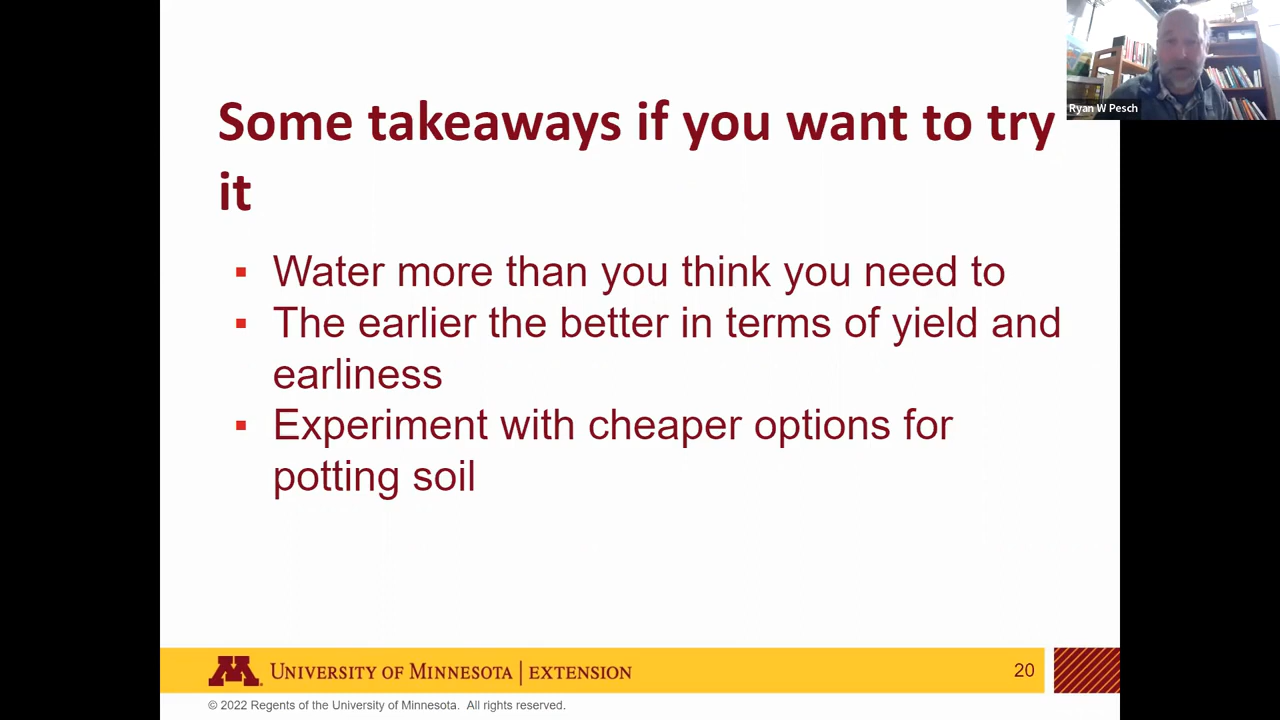 Ryan W Pesch
Some takeaways if you want to try
it
▪ Water more than you think you need to
▪ The earlier the better in terms of yield and
earliness
▪ Experiment with cheaper options for
potting soil
M UNIVERSITY OF MINNESOTA | EXTENSION
20
© 2022 Regents of the University of Minnesota. All rights reserved.